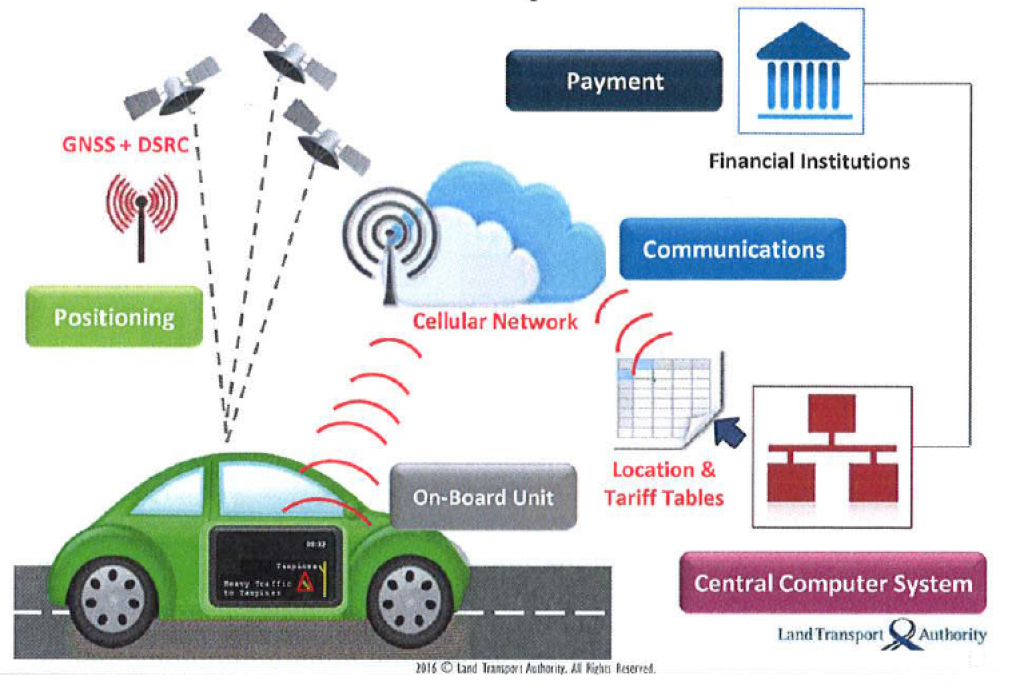 Payment
GNSS + DSRC
Financial Institutions
Communications
Positioning
Cellular Network
Location &
Tariff Tables
On-Board Unit
Tampines
Heavy Traffic
to Tampines
Central Computer System
Land Transport Authority
2016 © Land Transport Authority. All Rights Reserved.